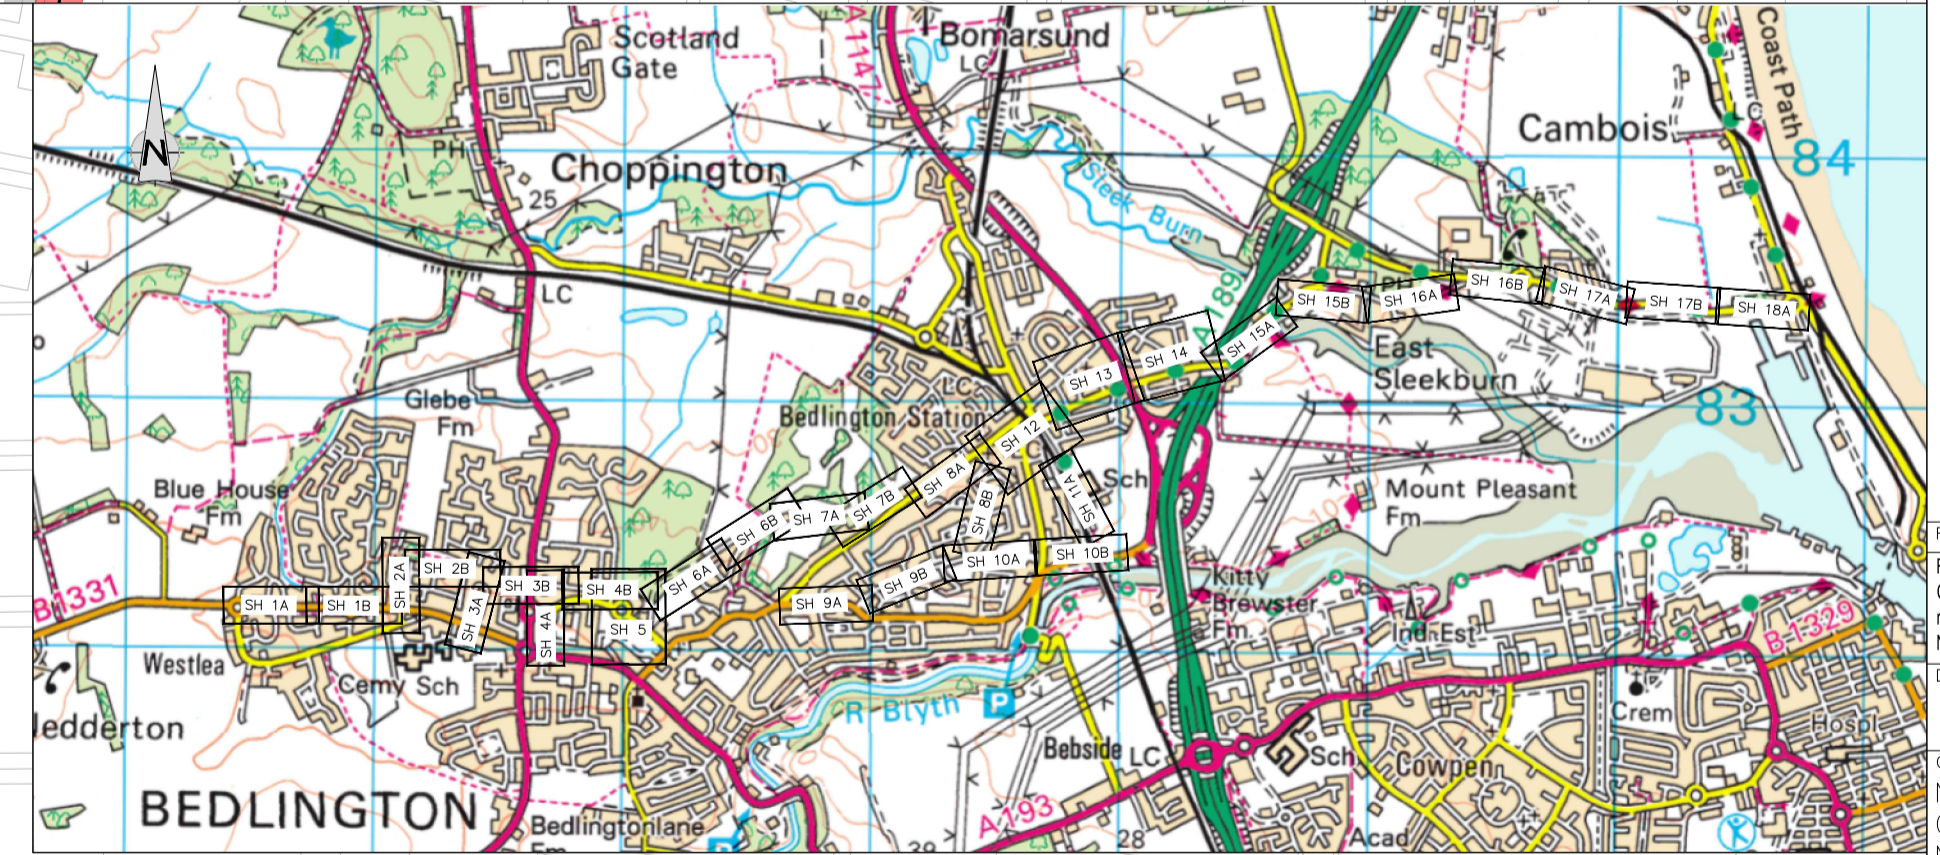 Scotland
Gate
A1147
Bomarsund
LC
Coast Path
N
PH
Choppington
25
Cambois
LC
84
Sleek Burn
LC
A 189
SH 15B
SH 16A
SH 16B
SH 17A
SH 17B
SH 18A
SH 15A
SH 14
SH 13
East
Sleekburn
83
Glebe
Fm
LC
Bedlington Station
SH 12
SH 8A
SH 7B
SH 7A
SH 6B
SH 6A
SH 8B
SH 11A
Sch
Mount Pleasant
Fm
Blue House
Fm
B1331
SH 1A
SH 1B
SH 2A
SH 2B
SH 3A
SH 3B
SH 4A
SH 4B
SH 5
SH 9A
SH 9B
SH 10A
SH 10B
Kitty
Brewster
Fm
Ind Est
B 1329
Westlea
Cemy
Sch
P
R Blyth
Crem
Hospl
Bebside
LC
Sch
Cowpen
BEDLINGTON
A193
Bedlingtonlane
28
Acad